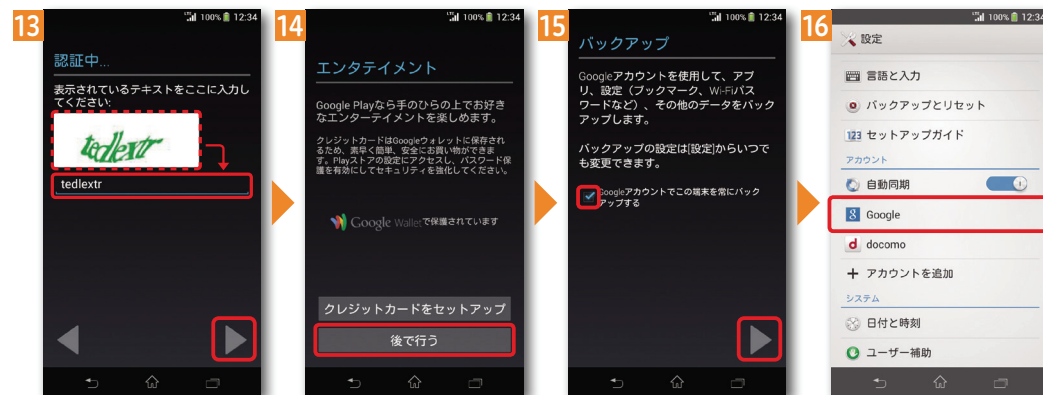 13
LTE 100% 12:34
認証中...
表示されているテキストをここに入力し
てください:
tedlextr
tedlextr
14
LTE 100% 12:34
エンタテイメント
Google Playなら手のひらの上でお好き
なエンターテイメントを楽しめます。
クレジットカードはGoogleウォレットに保存され
るため、素早く簡単、安全にお買い物ができま
す。Playストアの設定にアクセスし、パスワード保
護を有効にしてセキュリティを強化してください。
Google Walletで保護されています
クレジットカードをセットアップ
後で行う
15
LTE 100% 12:34
バックアップ
Googleアカウントを使用して、アプ
リ、設定（ブックマーク、Wi-Fiパス
ワードなど）、その他のデータをバック
アップします。
バックアップの設定は[設定]からいつで
も変更できます。
Googleアカウントでこの端末を常にバック
アップする
16
LTE 100% 12:34
設定
言語と入力
バックアップとリセット
123 セットアップガイド
アカウント
自動同期
8 Google
d docomo
アカウントを追加
システム
日付と時刻
ユーザー補助